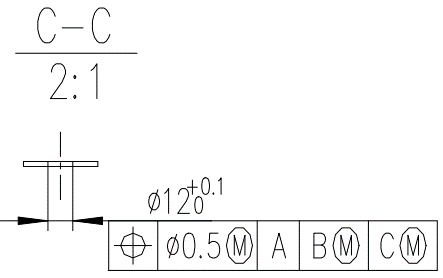 C-C
2:1
ø12 +0.1 0
⌖ ø0.5Ⓜ A BⓂ CⓂ